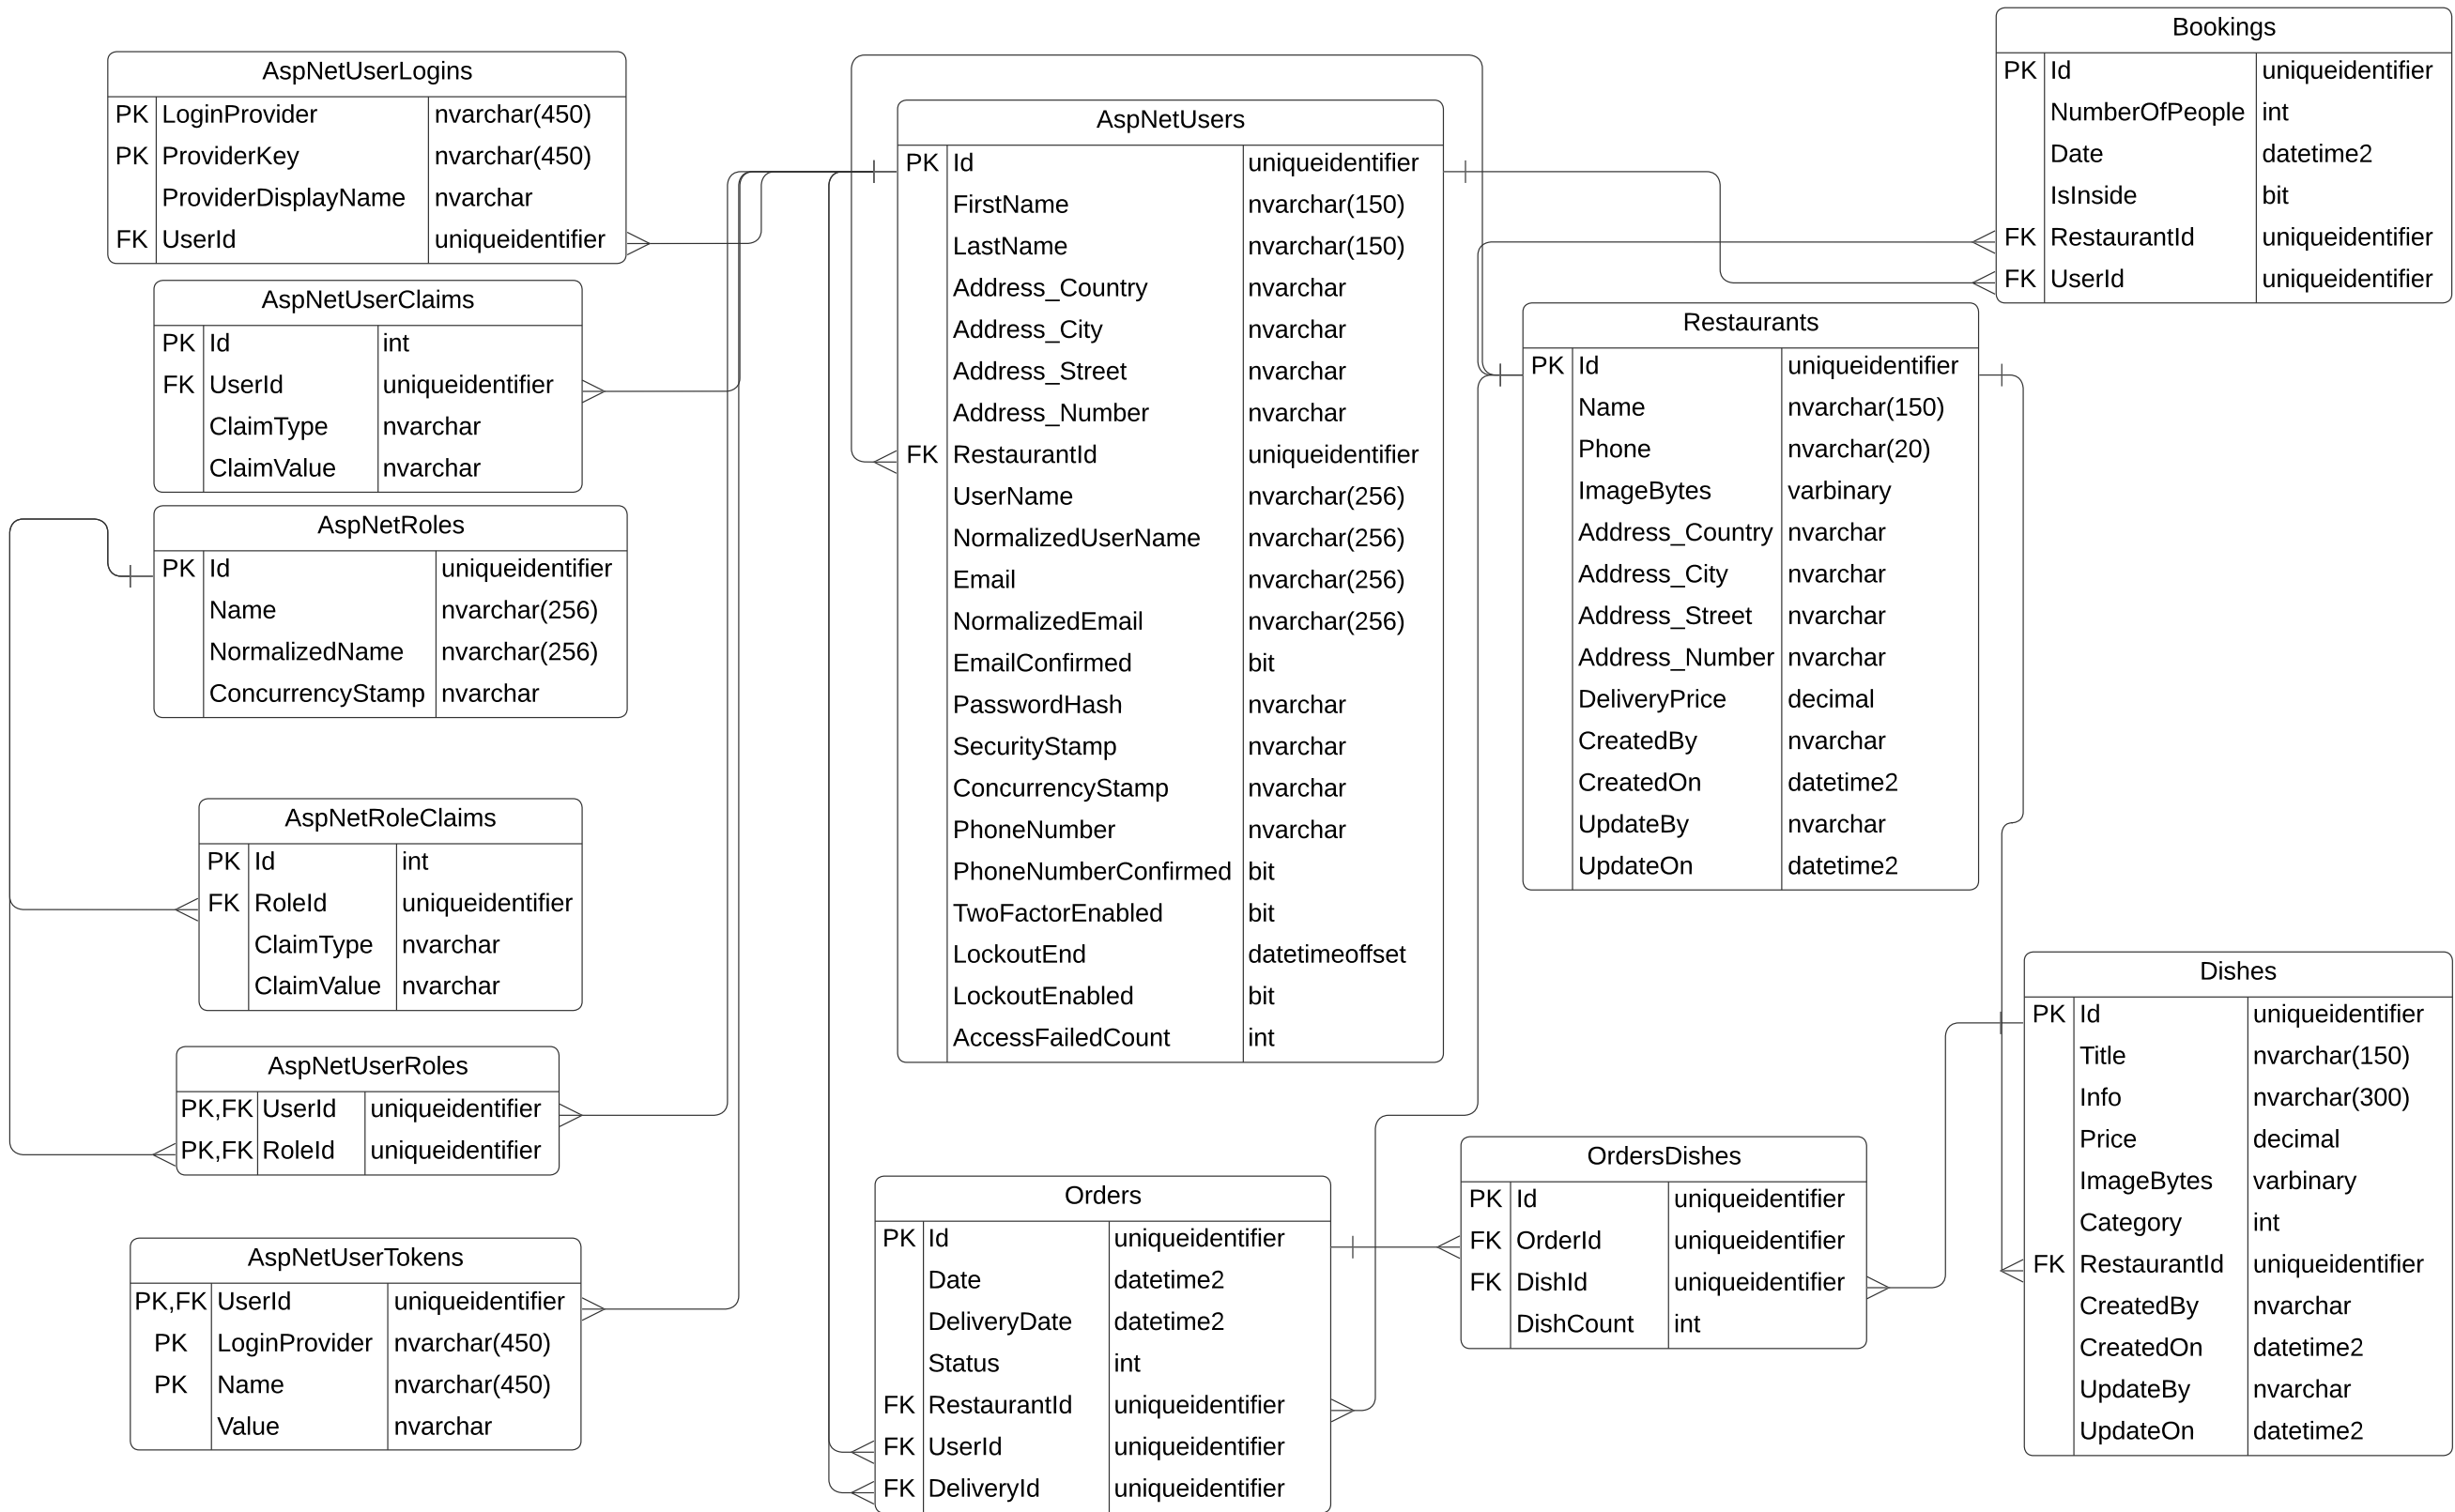 AspNetUserLogins
PK LoginProvider nvarchar(450)
PK ProviderKey nvarchar(450)
ProviderDisplayName nvarchar
FK UserId uniqueidentifier
AspNetUserClaims
PK Id int
FK UserId uniqueidentifier
ClaimType nvarchar
ClaimValue nvarchar
AspNetRoles
PK Id uniqueidentifier
Name nvarchar(256)
NormalizedName nvarchar(256)
ConcurrencyStamp nvarchar
AspNetRoleClaims
PK Id int
FK RoleId uniqueidentifier
ClaimType nvarchar
ClaimValue nvarchar
AspNetUserRoles
PK,FK UserId uniqueidentifier
PK,FK RoleId uniqueidentifier
AspNetUserTokens
PK,FK UserId uniqueidentifier
PK LoginProvider nvarchar(450)
PK Name nvarchar(450)
Value nvarchar
AspNetUsers
PK Id uniqueidentifier
FirstName nvarchar(150)
LastName nvarchar(150)
Address_Country nvarchar
Address_City nvarchar
Address_Street nvarchar
Address_Number nvarchar
FK RestaurantId uniqueidentifier
UserName nvarchar(256)
NormalizedUserName nvarchar(256)
Email nvarchar(256)
NormalizedEmail nvarchar(256)
EmailConfirmed bit
PasswordHash nvarchar
SecurityStamp nvarchar
ConcurrencyStamp nvarchar
PhoneNumber nvarchar
PhoneNumberConfirmed bit
TwoFactorEnabled bit
LockoutEnd datetimeoffset
LockoutEnabled bit
AccessFailedCount int
Orders
PK Id uniqueidentifier
Date datetime2
DeliveryDate datetime2
Status int
FK RestaurantId uniqueidentifier
FK UserId uniqueidentifier
FK DeliveryId uniqueidentifier
Bookings
PK Id uniqueidentifier
NumberOfPeople int
Date datetime2
IsInside bit
FK RestaurantId uniqueidentifier
FK UserId uniqueidentifier
Restaurants
PK Id uniqueidentifier
Name nvarchar(150)
Phone nvarchar(20)
ImageBytes varbinary
Address_Country nvarchar
Address_City nvarchar
Address_Street nvarchar
Address_Number nvarchar
DeliveryPrice decimal
CreatedBy nvarchar
CreatedOn datetime2
UpdateBy nvarchar
UpdateOn datetime2
OrdersDishes
PK Id uniqueidentifier
FK OrderId uniqueidentifier
FK DishId uniqueidentifier
DishCount int
Dishes
PK Id uniqueidentifier
Title nvarchar(150)
Info nvarchar(300)
Price decimal
ImageBytes varbinary
Category int
FK RestaurantId uniqueidentifier
CreatedBy nvarchar
CreatedOn datetime2
UpdateBy nvarchar
UpdateOn datetime2